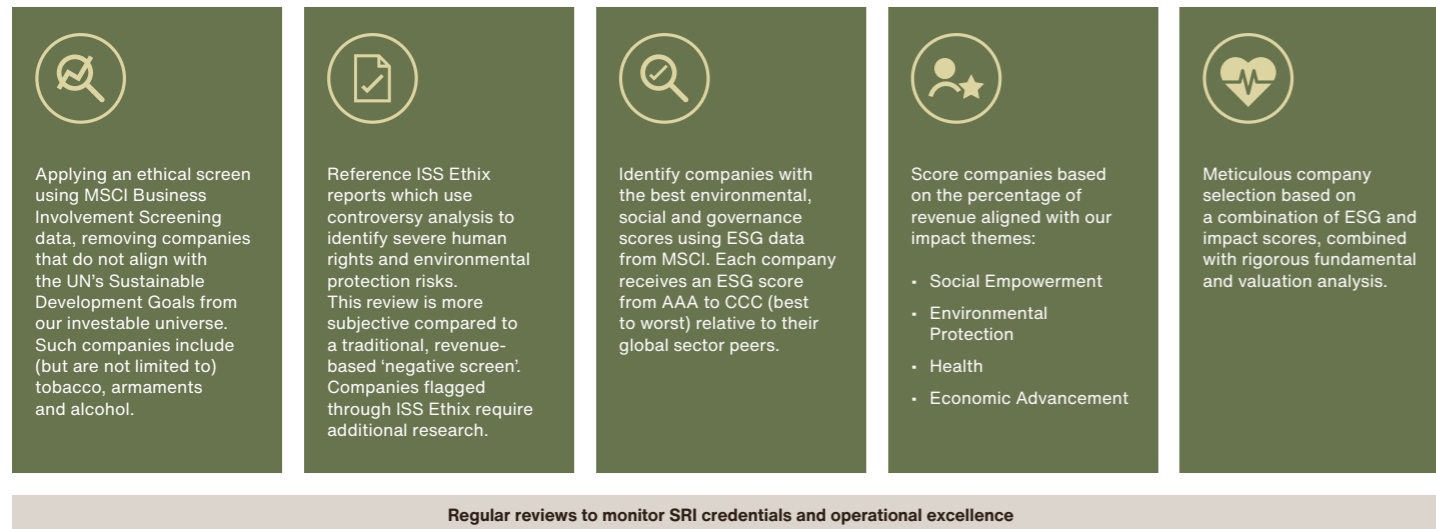 Applying an ethical screen
using MSCI Business
Involvement Screening
data, removing companies
that do not align with
the UN's Sustainable
Development Goals from
our investable universe.
Such companies include
(but are not limited to)
tobacco, armaments
and alcohol.
Reference ISS Ethix
reports which use
controversy analysis to
identify severe human
rights and environmental
protection risks.
This review is more
subjective compared to
a traditional, revenue-
based ‘negative screen’.
Companies flagged
through ISS Ethix require
additional research.
Identify companies with
the best environmental,
social and governance
scores using ESG data
from MSCI. Each company
receives an ESG score
from AAA to CCC (best
to worst) relative to their
global sector peers.
Score companies based
on the percentage of
revenue aligned with our
impact themes:
• Social Empowerment
• Environmental
Protection
• Health
• Economic Advancement
Meticulous company
selection based on
a combination of ESG and
impact scores, combined
with rigorous fundamental
and valuation analysis.
Regular reviews to monitor SRI credentials and operational excellence